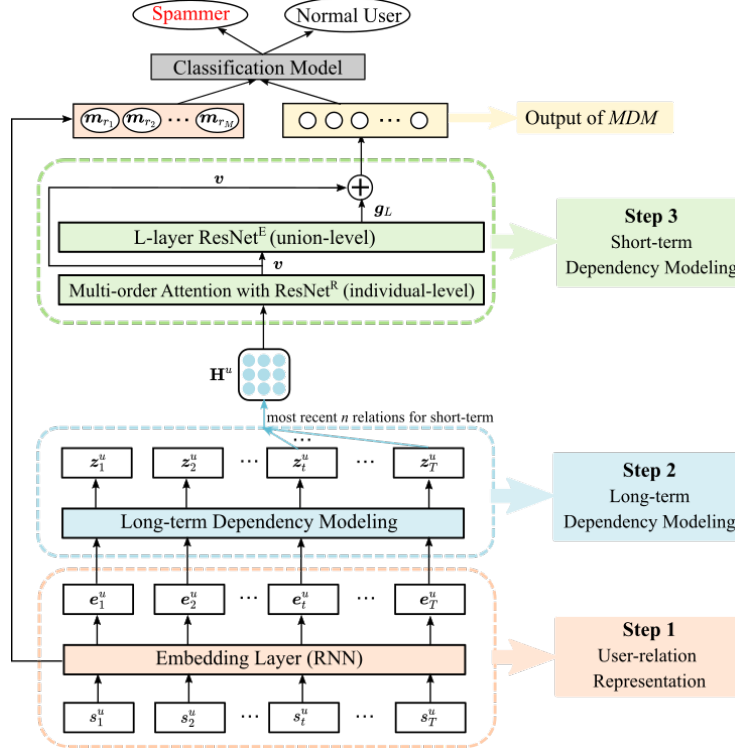 Spammer
Normal User
Classification Model
m_{r_1} m_{r_2} ⋯ m_{r_M}
⋯
Output of MDM
v
+
g_L
L-layer ResNet^E (union-level)
v
Multi-order Attention with ResNet^R (individual-level)
Step 3
Short-term
Dependency Modeling
H^u
most recent n relations for short-term
⋯
z_1^u z_2^u ⋯ z_t^u ⋯ z_T^u
Long-term Dependency Modeling
Step 2
Long-term
Dependency Modeling
e_1^u e_2^u ⋯ e_t^u ⋯ e_T^u
Embedding Layer (RNN)
s_1^u s_2^u ⋯ s_t^u ⋯ s_T^u
Step 1
User-relation
Representation